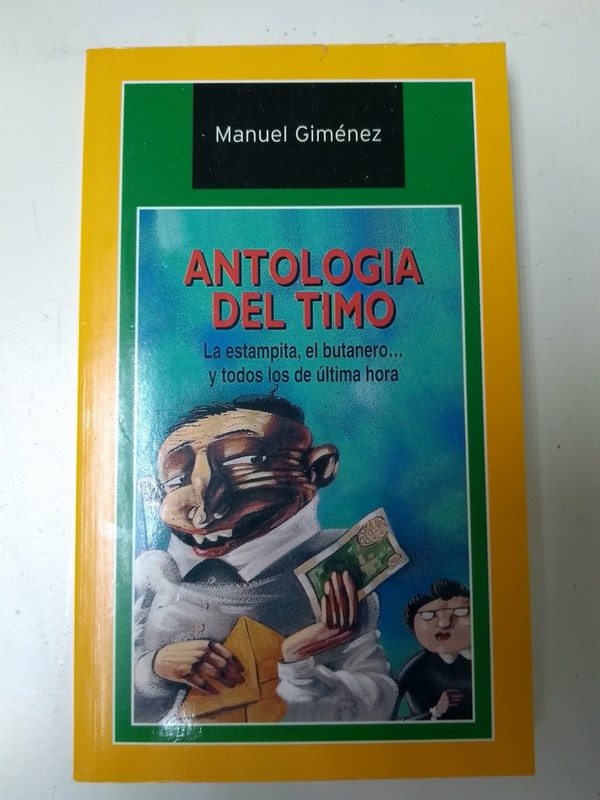 Manuel Giménez
ANTOLOGIA
DEL TIMO
La estampita, el butanero...
y todos los de última hora